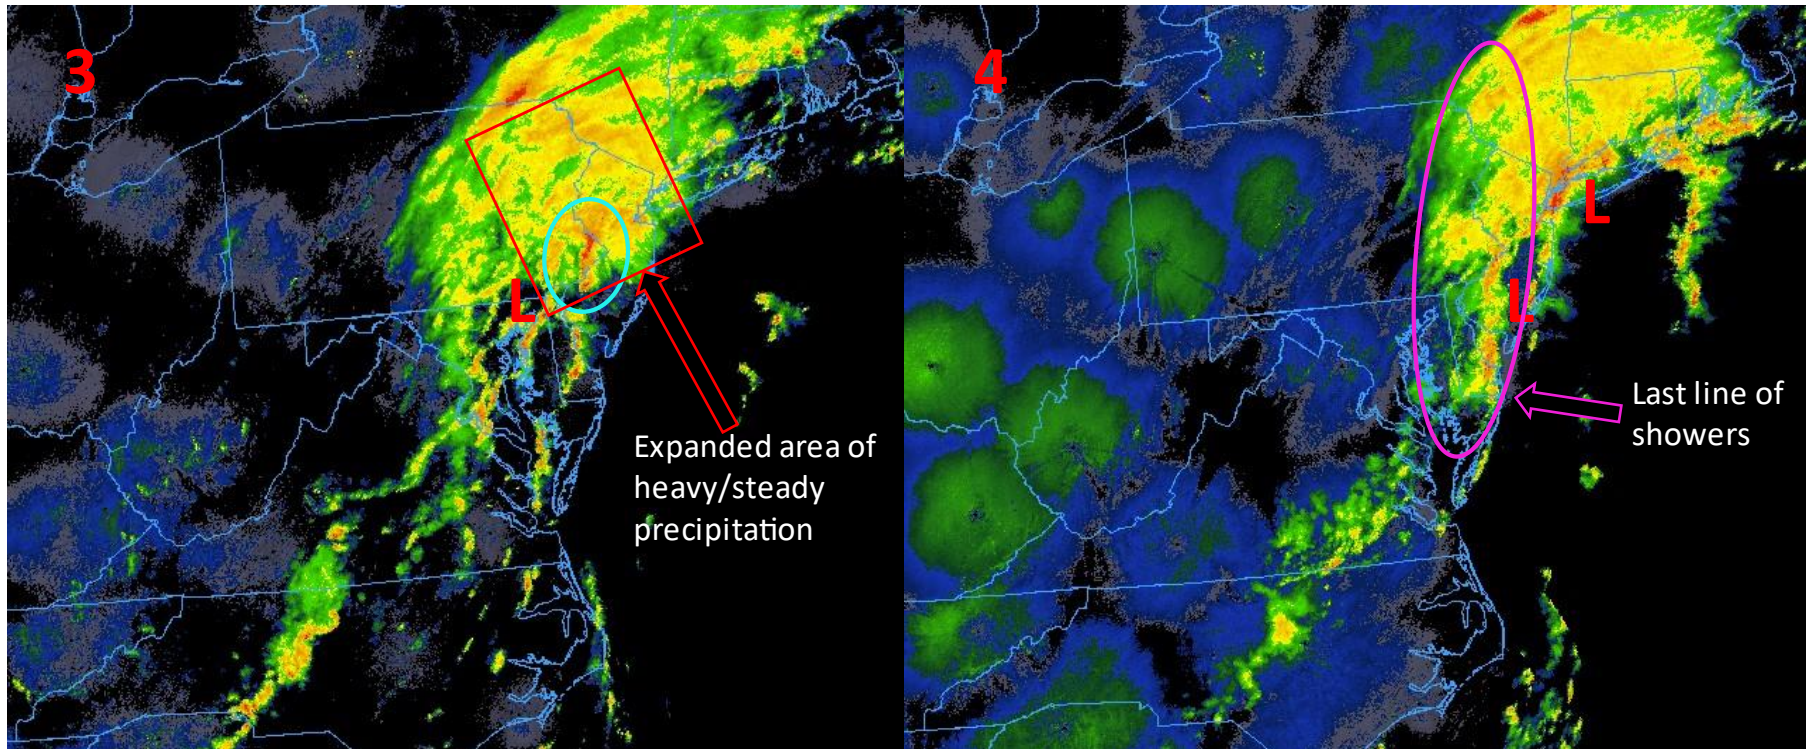 3
L
Expanded area of
heavy/steady
precipitation
4
L
L
Last line of
showers